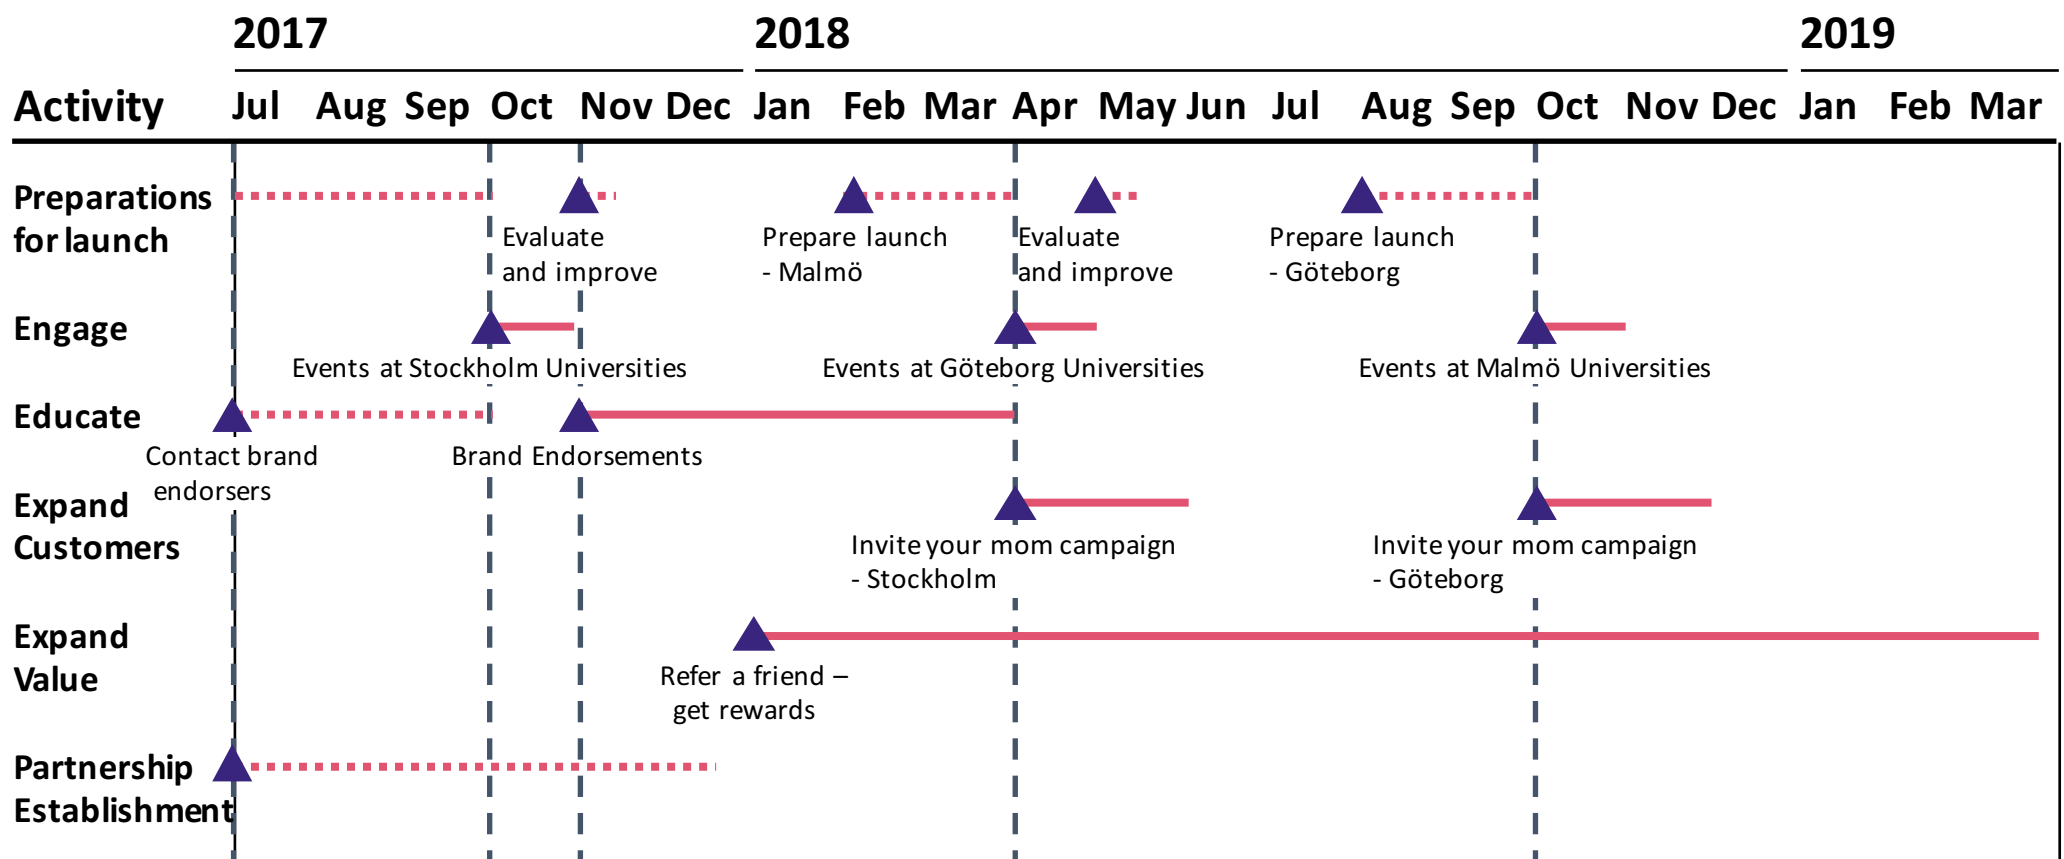 2017 2018 2019
Activity Jul Aug Sep Oct Nov Dec Jan Feb Mar Apr May Jun Jul Aug Sep Oct Nov Dec Jan Feb Mar
Preparations
for launch
Evaluate
and improve
Prepare launch
- Malmö
Evaluate
and improve
Prepare launch
- Göteborg
Engage
Events at Stockholm Universities
Events at Göteborg Universities
Events at Malmö Universities
Educate
Contact brand
endorsers
Brand Endorsements
Expand
Customers
Invite your mom campaign
- Stockholm
Invite your mom campaign
- Göteborg
Expand
Value
Refer a friend –
get rewards
Partnership
Establishment